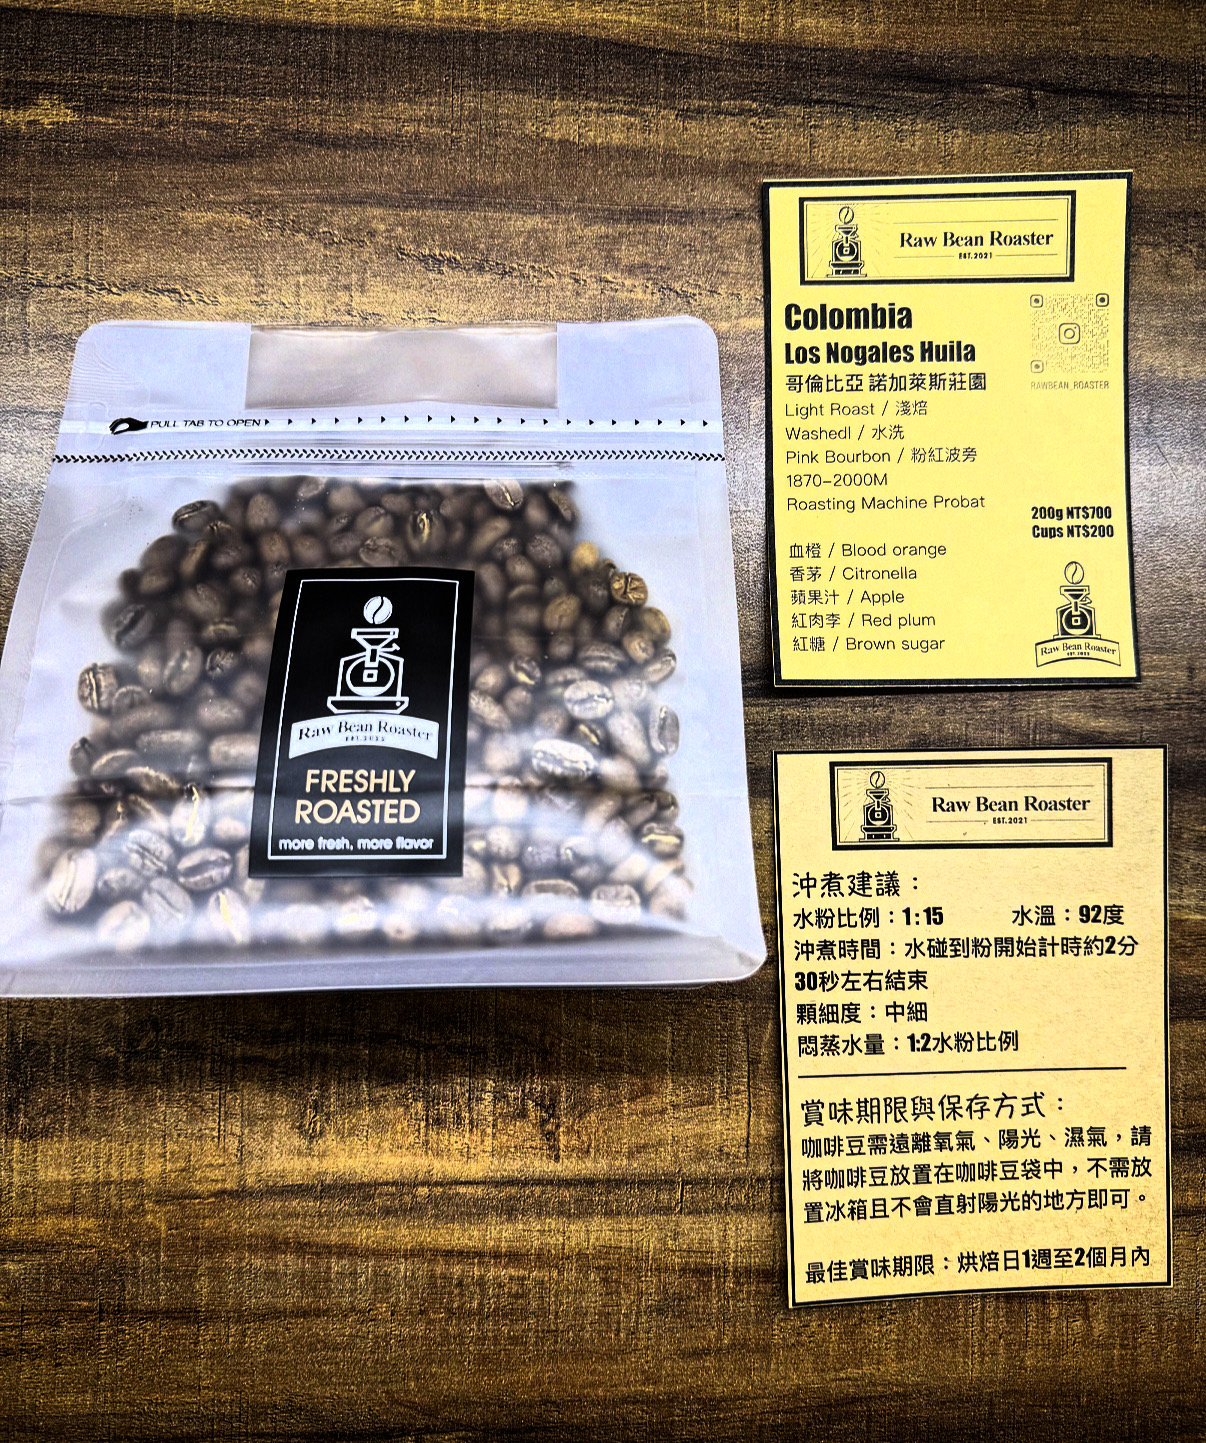 PULL TAB TO OPEN
Raw Bean Roaster
FRESHLY
ROASTED
more fresh, more flavor
Raw Bean Roaster
EST.2021
Colombia
Los Nogales Huila
哥倫比亞 諾加萊斯莊園
RAWBEAN_ROASTER
Light Roast / 淺焙
Washedl / 水洗
Pink Bourbon / 粉紅波旁
1870-2000M
Roasting Machine Probat
200g NT$700
Cups NT$200
血橙 / Blood orange
香茅 / Citronella
蘋果汁 / Apple
紅肉李 / Red plum
紅糖 / Brown sugar
Raw Bean Roaster
Raw Bean Roaster
EST.2021
沖煮建議：
水粉比例：1:15 水溫：92度
沖煮時間：水碰到粉開始計時約2分
30秒左右結束
顆細度：中細
悶蒸水量：1:2水粉比例
賞味期限與保存方式：
咖啡豆需遠離氧氣、陽光、濕氣，請
將咖啡豆放置在咖啡豆袋中，不需放
置冰箱且不會直射陽光的地方即可。
最佳賞味期限：烘焙日1週至2個月內